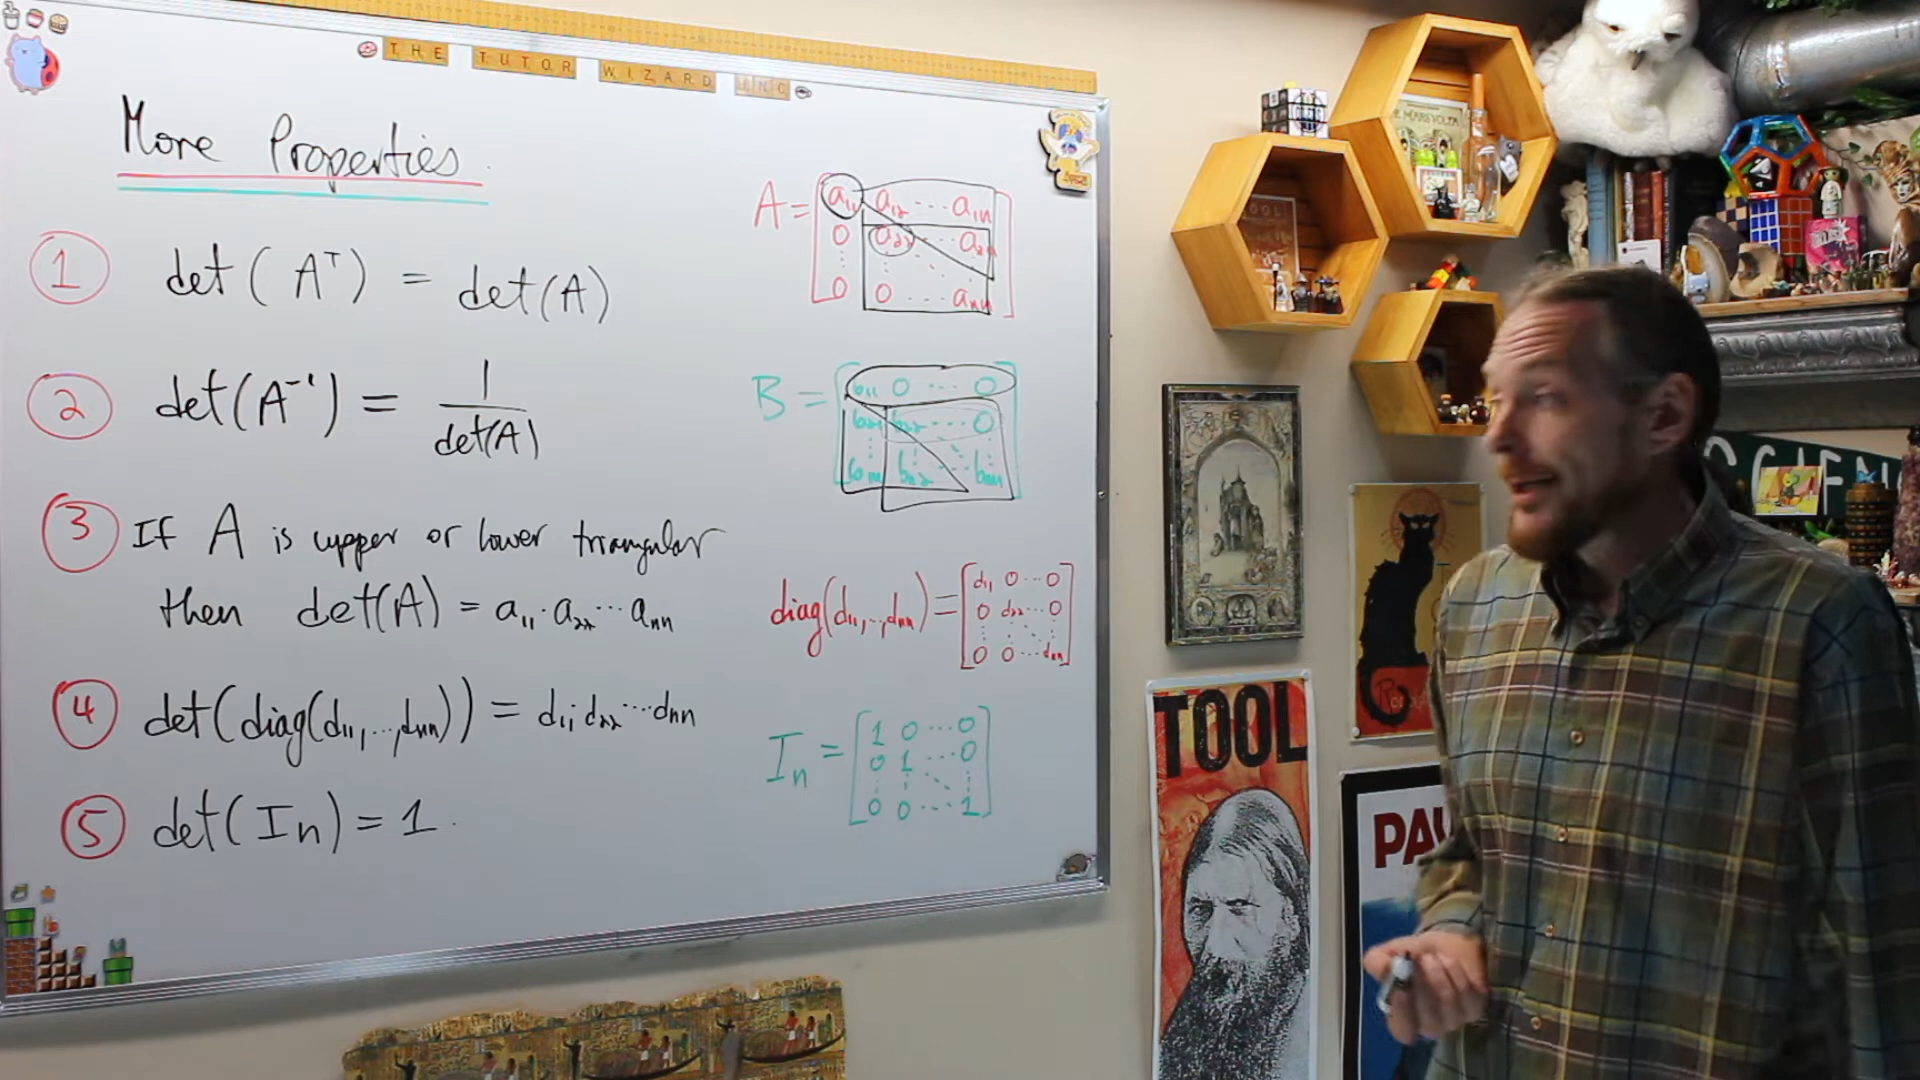 THE TUTOR WIZARD INC
More Properties
1 det(Aᵀ) = det(A)
2 det(A⁻¹) = 1/det(A)
3 If A is upper or lower triangular
then det(A) = a₁₁·a₂₂···aₙₙ
4 det(diag(d₁₁,...,dₙₙ)) = d₁₁d₂₂···dₙₙ
5 det(Iₙ) = 1
A = [a₁₁ a₁₂ ··· a₁ₙ
0 a₂₂ ··· a₂ₙ
⋮ ⋮ ⋱ ⋮
0 0 ··· aₙₙ]
B = [b₁₁ 0 ··· 0
b₂₁ b₂₂ ··· 0
⋮ ⋮ ⋱ ⋮
bₙ₁ bₙ₂ ··· bₙₙ]
diag(d₁₁,...,dₙₙ) = [d₁₁ 0 ··· 0
0 d₂₂ ··· 0
⋮ ⋮ ⋱ ⋮
0 0 ··· dₙₙ]
Iₙ = [1 0 ··· 0
0 1 ··· 0
⋮ ⋮ ⋱ ⋮
0 0 ··· 1]
MARS VOLTA
TOOL